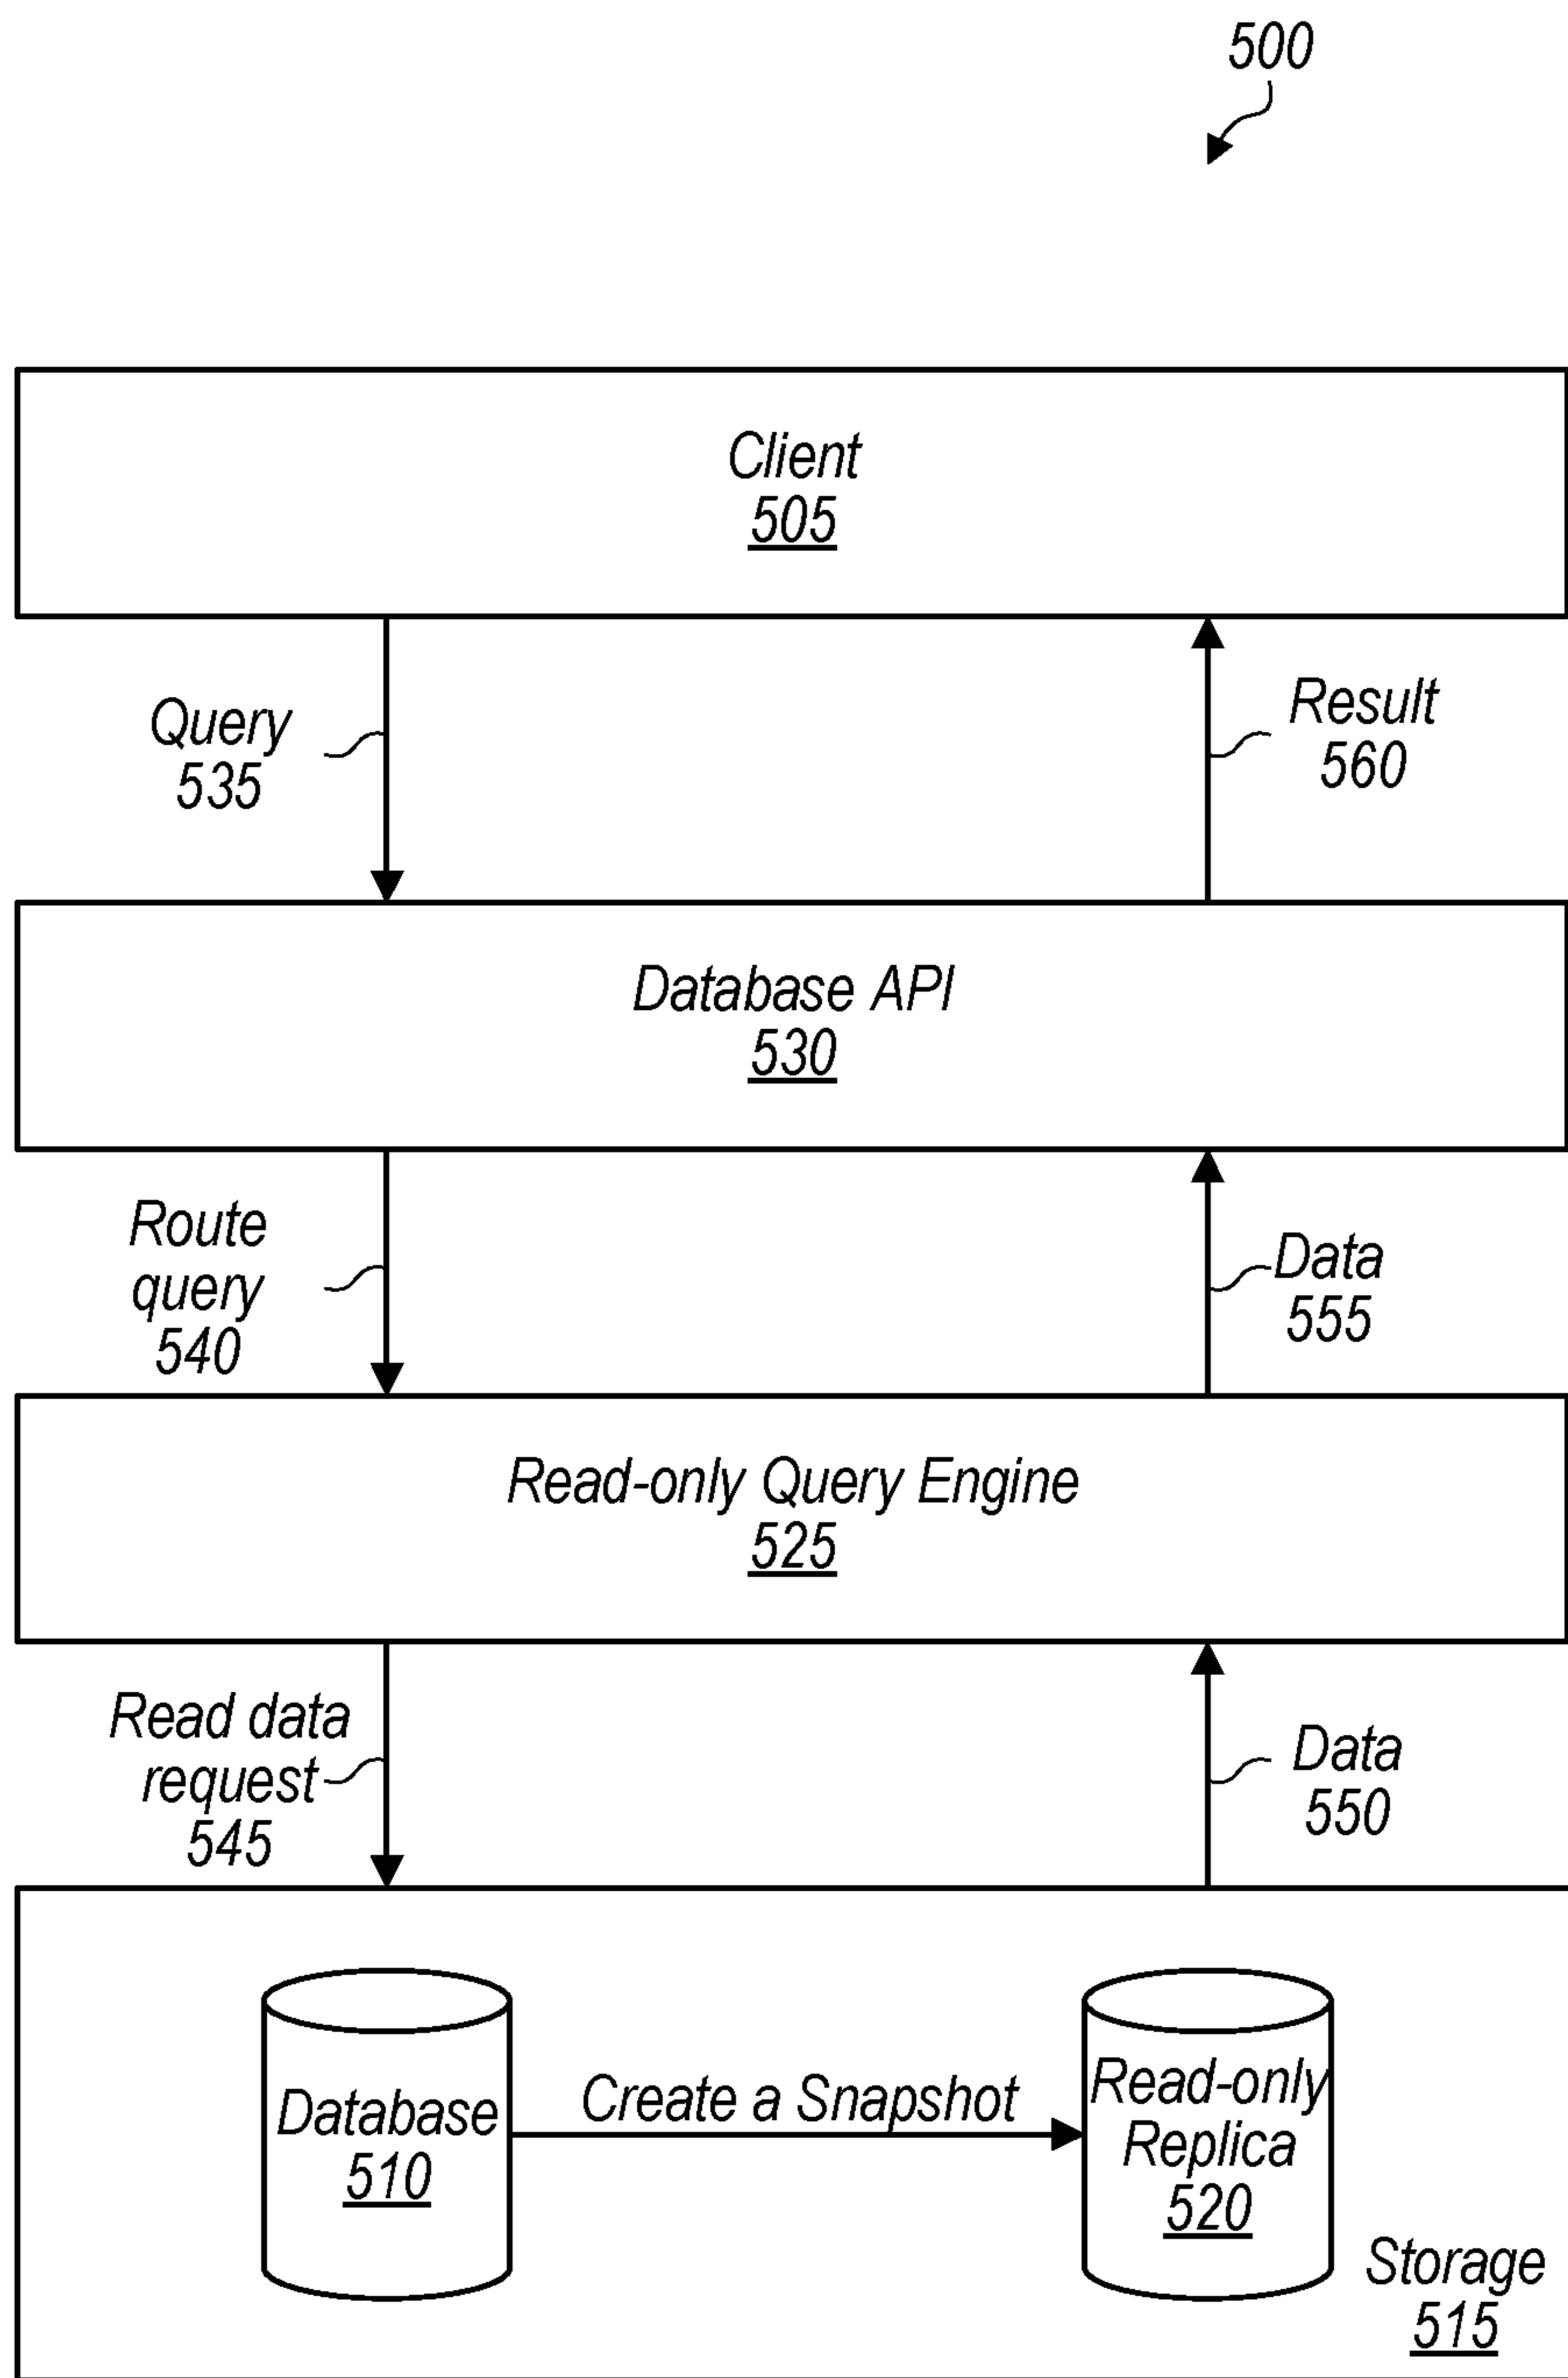 500
Client
505
Query
535
Result
560
Database API
530
Route
query
540
Data
555
Read-only Query Engine
525
Read data
request
545
Data
550
Database
510
Create a Snapshot
Read-only
Replica
520
Storage
515